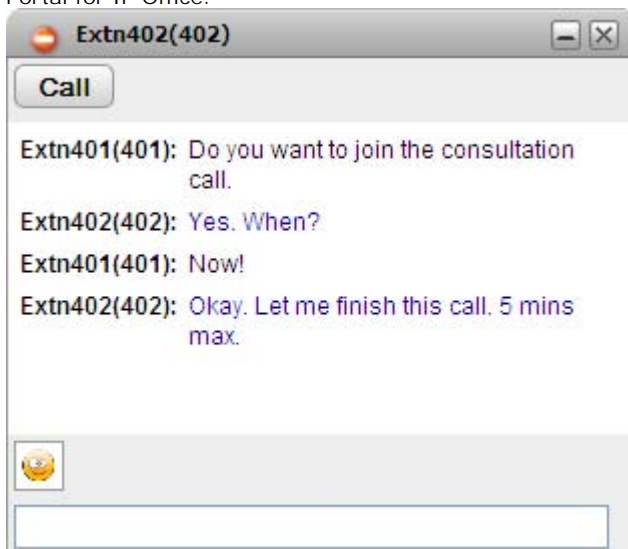 Portal for IP Office.
Extn402(402)
Call
Extn401(401): Do you want to join the consultation
call.
Extn402(402): Yes. When?
Extn401(401): Now!
Extn402(402): Okay. Let me finish this call. 5 mins
max.